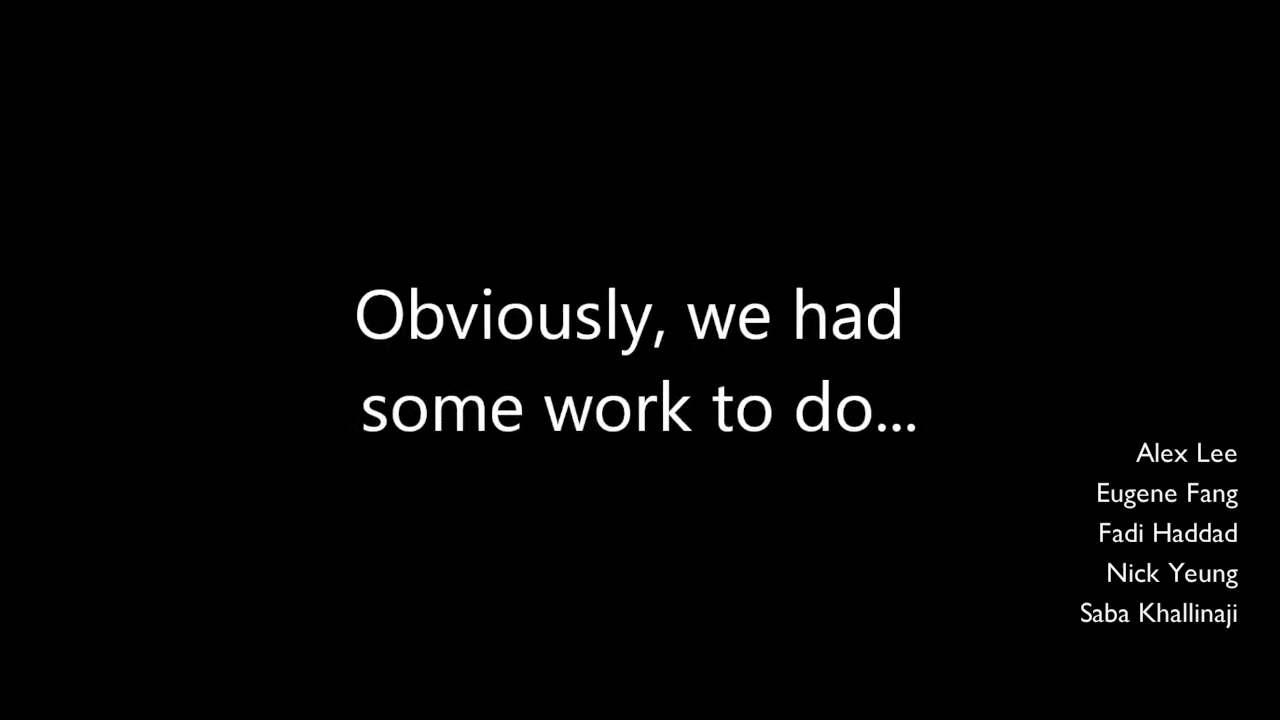 Obviously, we had
some work to do...
Alex Lee
Eugene Fang
Fadi Haddad
Nick Yeung
Saba Khallinaji